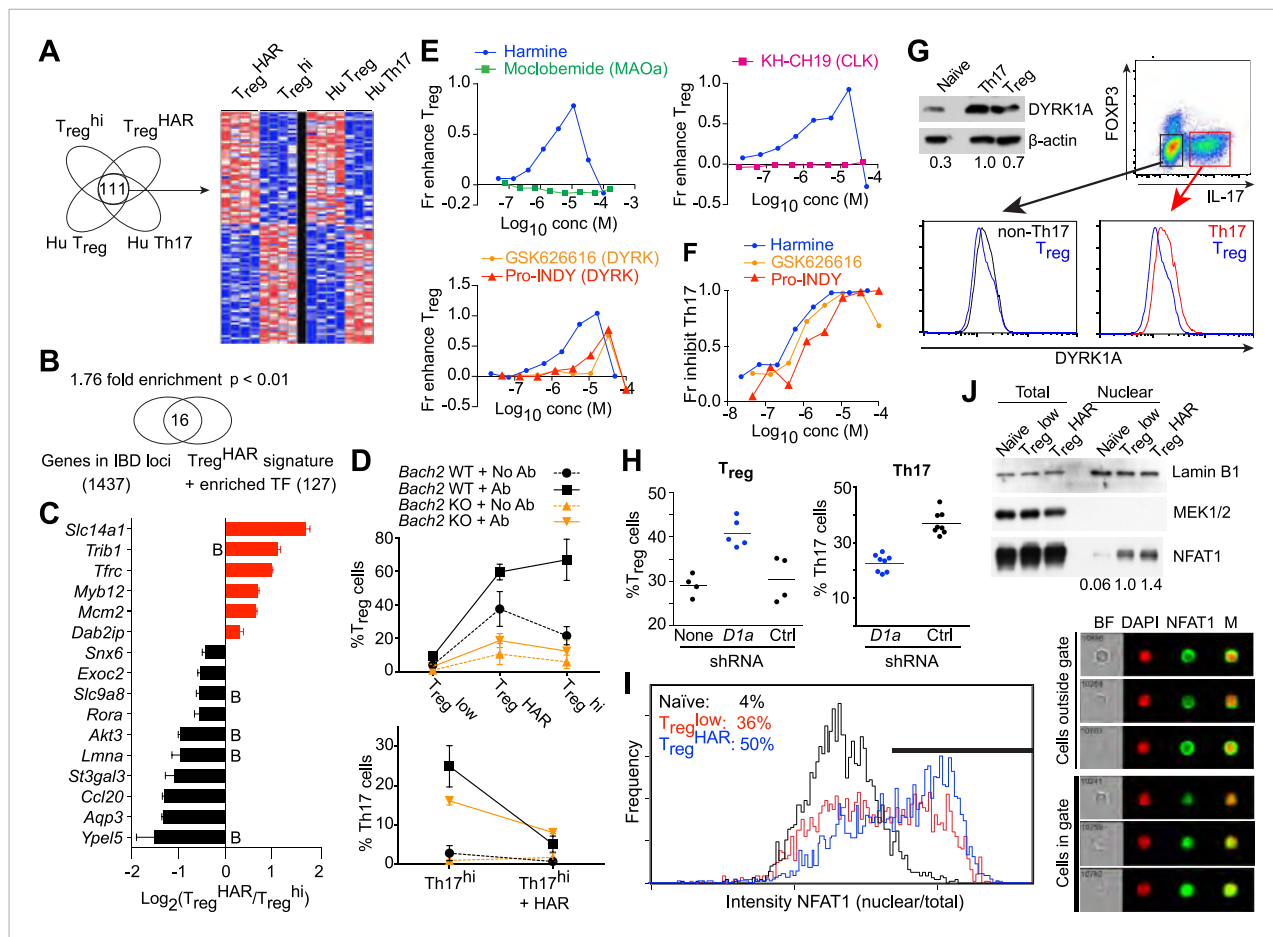 A
Treg^HAR
Treg^hi
Hu Treg
Hu Th17
Treg^hi
Treg^HAR
111
Hu Treg
Hu Th17
B
1.76 fold enrichment p < 0.01
16
Genes in IBD loci
(1437)
Treg^HAR signature
+ enriched TF (127)
C
Slc14a1
Trib1
B
Tfrc
Myb12
Mcm2
Dab2ip
Snx6
Exoc2
Slc9a8
B
Rora
Akt3
B
Lmna
B
St3gal3
Ccl20
Aqp3
Ypel5
B
-2
-1
0
1
2
Log2(Treg^HAR/Treg^hi)
D
Bach2 WT + No Ab
Bach2 WT + Ab
Bach2 KO + No Ab
Bach2 KO + Ab
%Treg cells
80
60
40
20
0
Treg^low
Treg^HAR
Treg^hi
% Th17 cells
30
20
10
0
Th17^hi
Th17^hi
+ HAR
E
Harmine
Moclobemide (MAOa)
Fr enhance Treg
1.0
0.5
0
-0.2
-7
-6
-5
-4
-3
Log10 conc (M)
KH-CH19 (CLK)
Fr enhance Treg
1.0
0.5
0.0
-0.2
-7
-6
-5
-4
Log10 conc (M)
GSK626616 (DYRK)
Pro-INDY (DYRK)
Fr enhance Treg
1.5
1.0
0.5
0.0
-0.5
-7
-6
-5
-4
Log10 conc (M)
F
Harmine
GSK626616
Pro-INDY
Fr inhibit Th17
1.0
0.5
0.0
-8
-7
-6
-5
-4
-3
Log10 conc (M)
G
Naïve
Th17
Treg
DYRK1A
β-actin
0.3
1.0
0.7
FOXP3
IL-17
non-Th17
Treg
Th17
Treg
DYRK1A
H
Treg
%Treg cells
45
40
30
25
None
D1a
Ctrl
shRNA
Th17
% Th17 cells
50
40
20
0
D1a
Ctrl
shRNA
I
Naïve: 4%
Treg^low: 36%
Treg^HAR: 50%
Frequency
Intensity NFAT1 (nuclear/total)
BF
DAPI
NFAT1
M
Cells outside gate
Cells in gate
J
Total
Nuclear
Naïve
Treg^low
Treg^HAR
Naïve
Treg^low
Treg^HAR
Lamin B1
MEK1/2
NFAT1
0.06
1.0
1.4